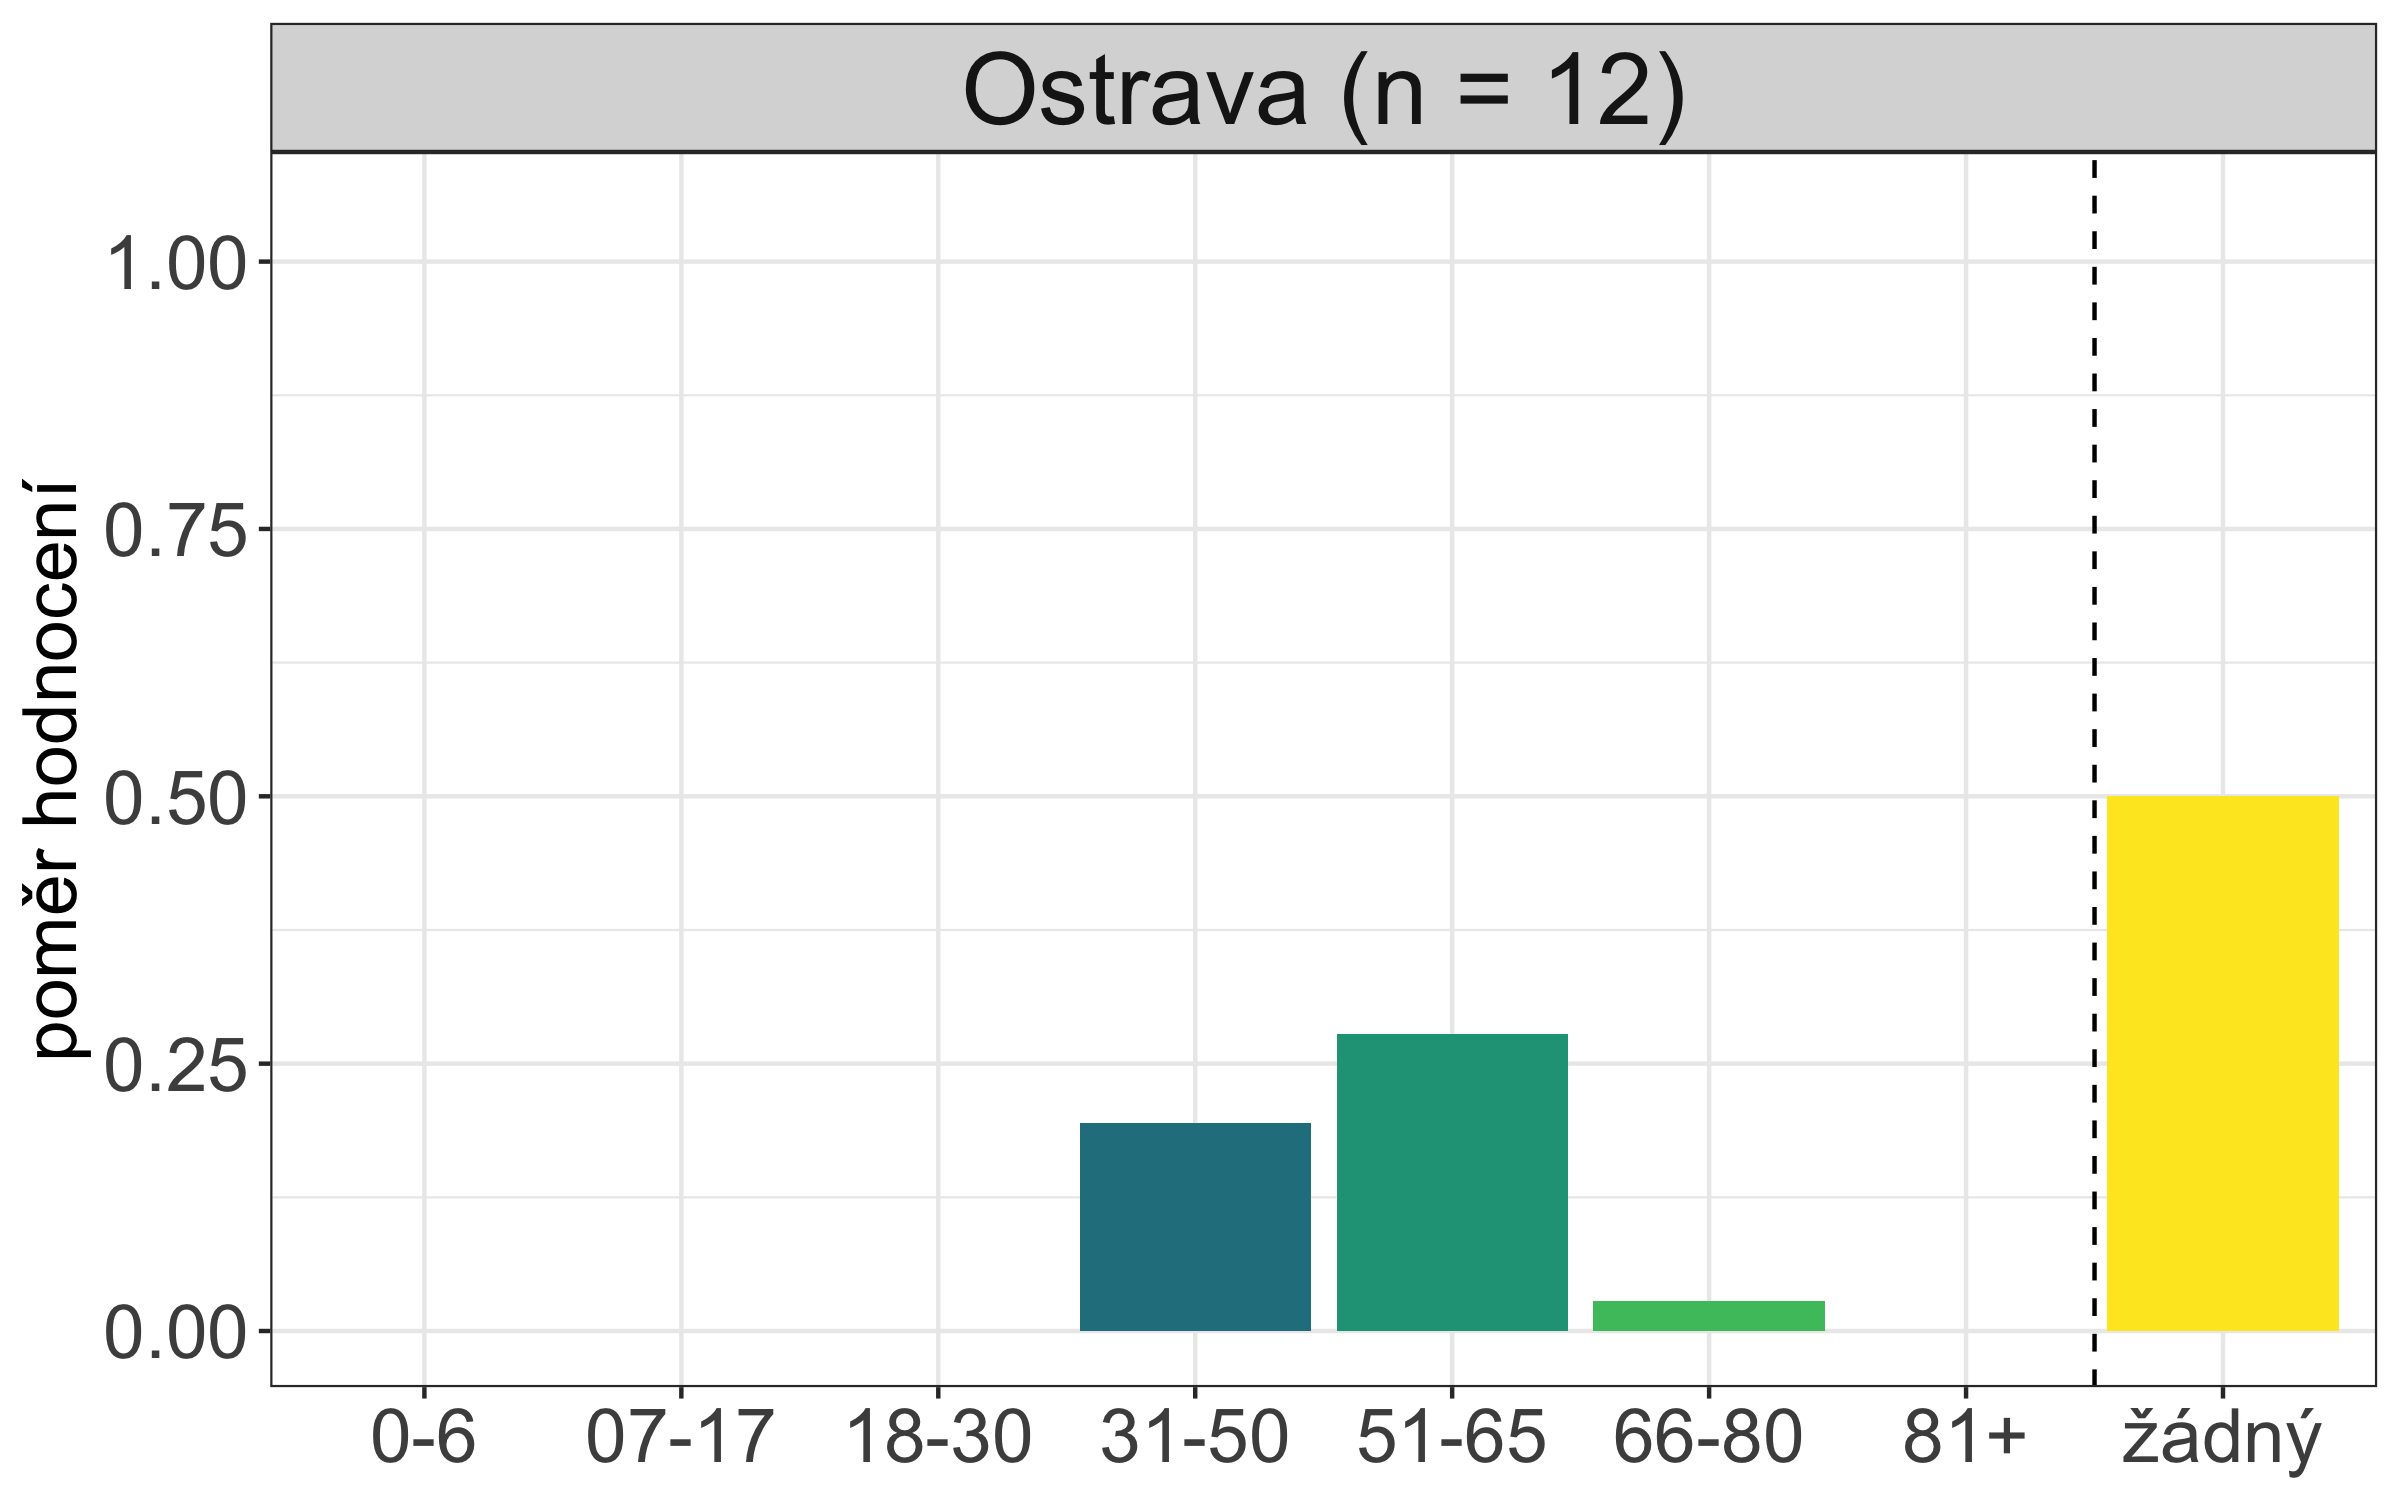 Ostrava (n = 12)
poměr hodnocení
1.00
0.75
0.50
0.25
0.00
0-6 07-17 18-30 31-50 51-65 66-80 81+ žádný